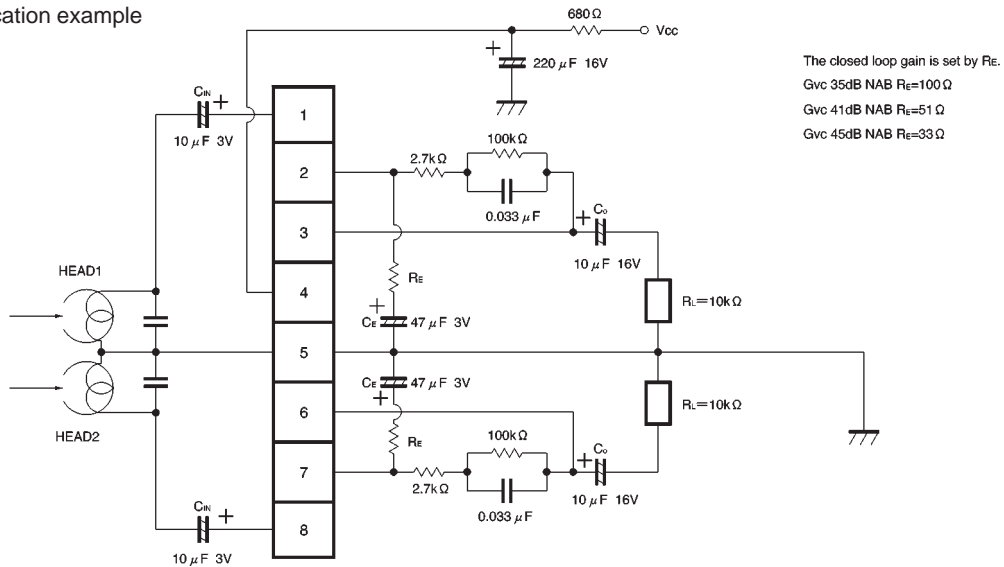 cation example
680Ω
Vcc
+
220 μF 16V
The closed loop gain is set by RE.
Gvc 35dB NAB RE=100Ω
Gvc 41dB NAB RE=51Ω
Gvc 45dB NAB RE=33Ω
CIN +
10 μF 3V
1
2
3
4
5
6
7
8
2.7kΩ
100kΩ
0.033 μF
+ Co
10 μF 16V
HEAD1
RE
+
CE 47 μF 3V
RL=10kΩ
CE 47 μF 3V
+
RL=10kΩ
HEAD2
RE
100kΩ
2.7kΩ
0.033 μF
+ Co
10 μF 16V
CIN +
10 μF 3V